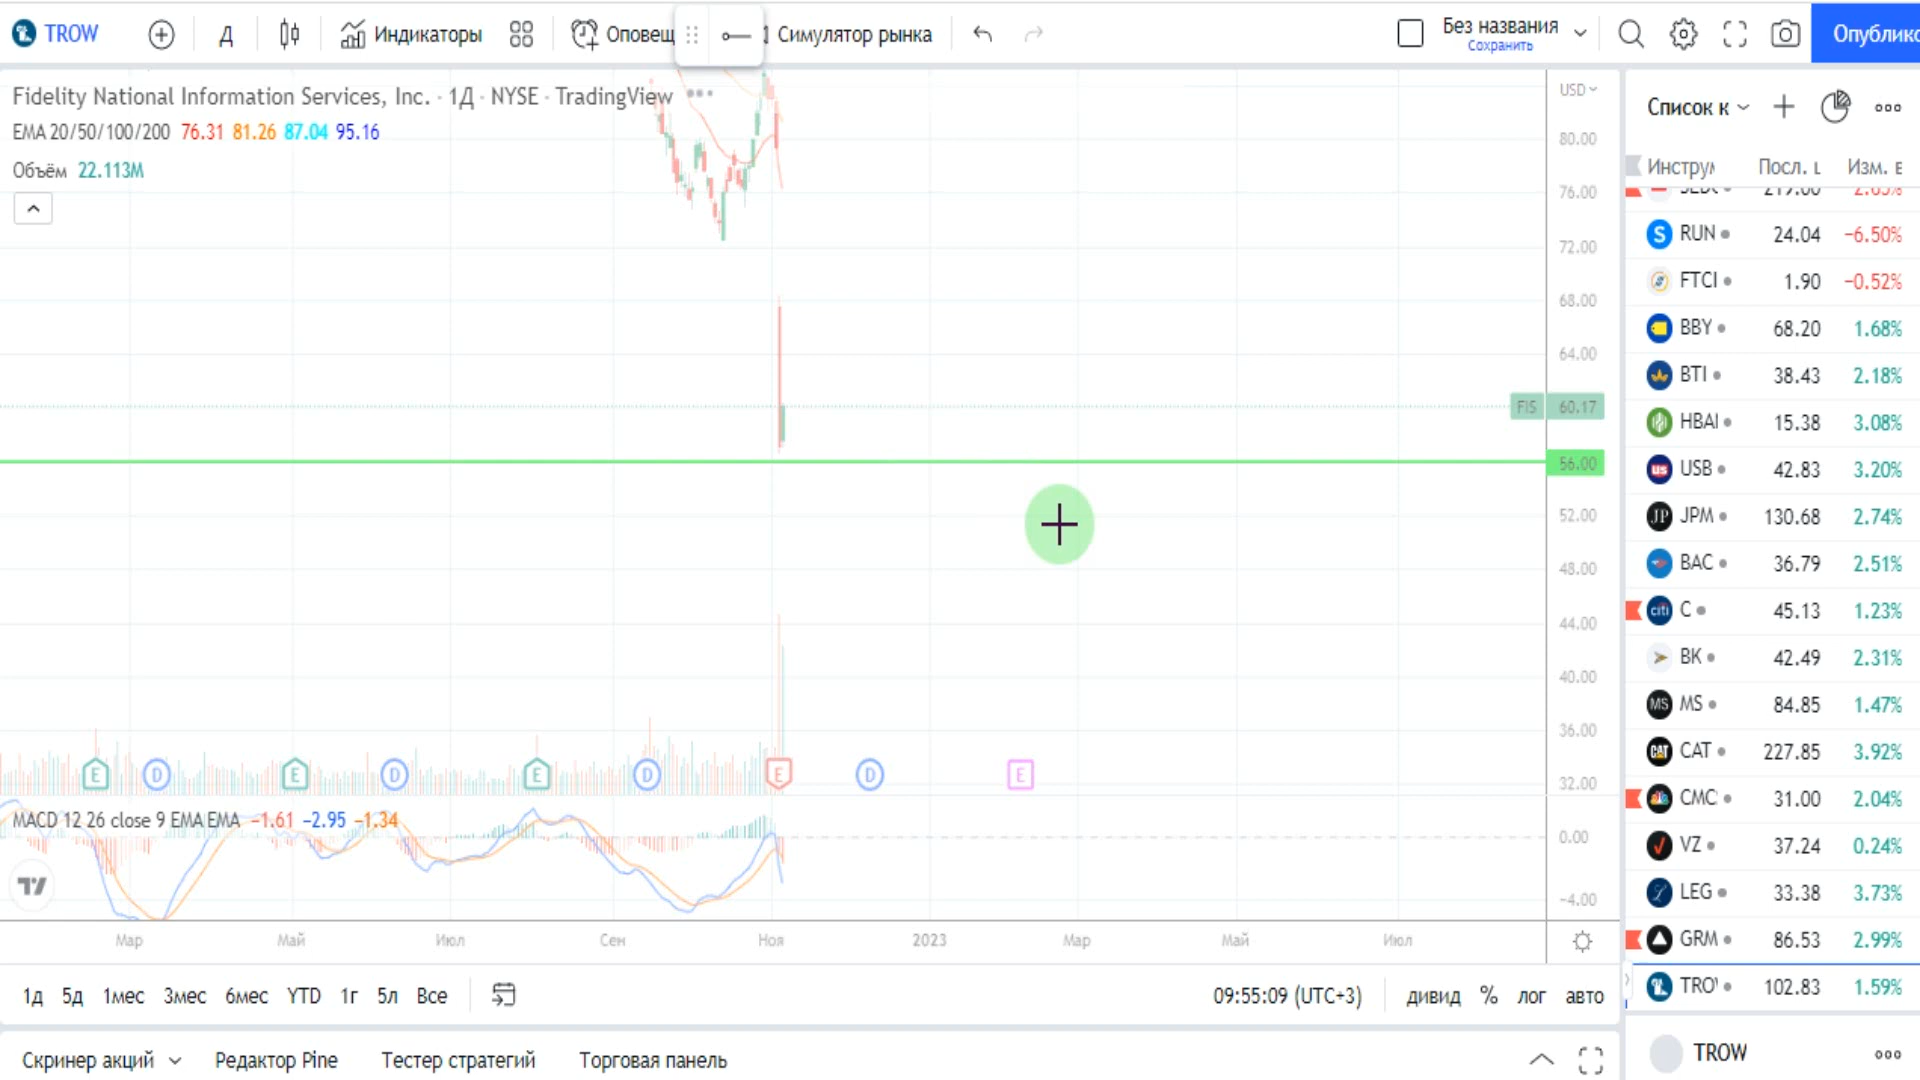 TROW
Д
Индикаторы
Оповещ
Симулятор рынка
Без названия
Сохранить
Опублико
Fidelity National Information Services, Inc. · 1Д · NYSE · TradingView
EMA 20/50/100/200 76.31 81.26 87.04 95.16
Объём 22.113M
USD
80.00
76.00
72.00
68.00
64.00
FIS 60.17
56.00
52.00
48.00
44.00
40.00
36.00
32.00
E D E D E D E D E
MACD 12 26 close 9 EMA EMA −1.61 −2.95 −1.34
0.00
−4.00
Мар Май Июл Сен Ноя 2023 Мар Май Июл
1д 5д 1мес 3мес 6мес YTD 1г 5л Все
09:55:09 (UTC+3) дивид % лог авто
Скринер акций Редактор Pine Тестер стратегий Торговая панель
Список к
Инструм Посл. Изм. в
219.00 2.65%
RUN 24.04 −6.50%
FTCI 1.90 −0.52%
BBY 68.20 1.68%
BTI 38.43 2.18%
HBAI 15.38 3.08%
USB 42.83 3.20%
JPM 130.68 2.74%
BAC 36.79 2.51%
citi C 45.13 1.23%
BK 42.49 2.31%
MS 84.85 1.47%
CAT 227.85 3.92%
CMC 31.00 2.04%
VZ 37.24 0.24%
LEG 33.38 3.73%
GRM 86.53 2.99%
TRO 102.83 1.59%
TROW